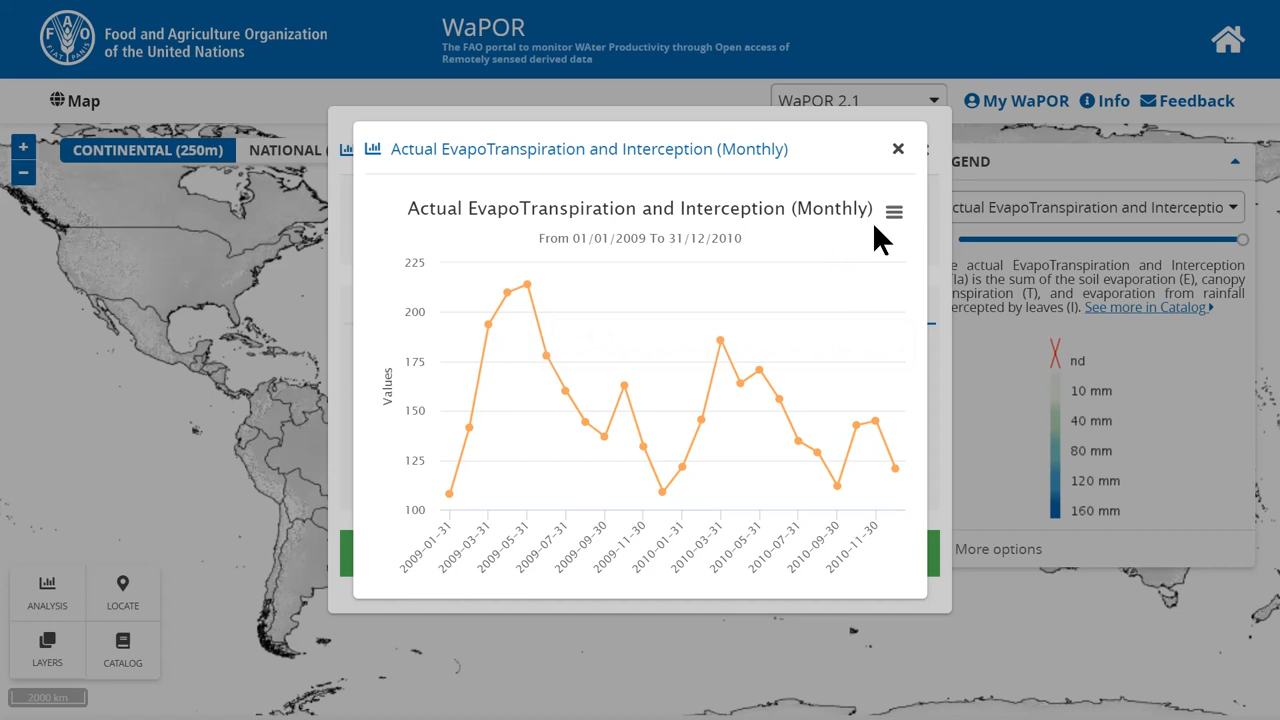 Food and Agriculture Organization
of the United Nations
WaPOR
The FAO portal to monitor WAter Productivity through Open access of
Remotely sensed derived data
Map
WaPOR 2.1
My WaPOR
Info
Feedback
+
−
CONTINENTAL (250m)
NATIONAL (
Actual EvapoTranspiration and Interception (Monthly)
Actual EvapoTranspiration and Interception (Monthly)
From 01/01/2009 To 31/12/2010
225
200
175
150
125
100
Values
2009-01-31
2009-03-31
2009-05-31
2009-07-31
2009-09-30
2009-11-30
2010-01-31
2010-03-31
2010-05-31
2010-07-31
2010-09-30
2010-11-30
GEND
ctual EvapoTranspiration and Interceptio
e actual EvapoTranspiration and Interception
Ia) is the sum of the soil evaporation (E), canopy
nspiration (T), and evaporation from rainfall
ercepted by leaves (I). See more in Catalog
nd
10 mm
40 mm
80 mm
120 mm
160 mm
More options
ANALYSIS
LOCATE
LAYERS
CATALOG
2000 km